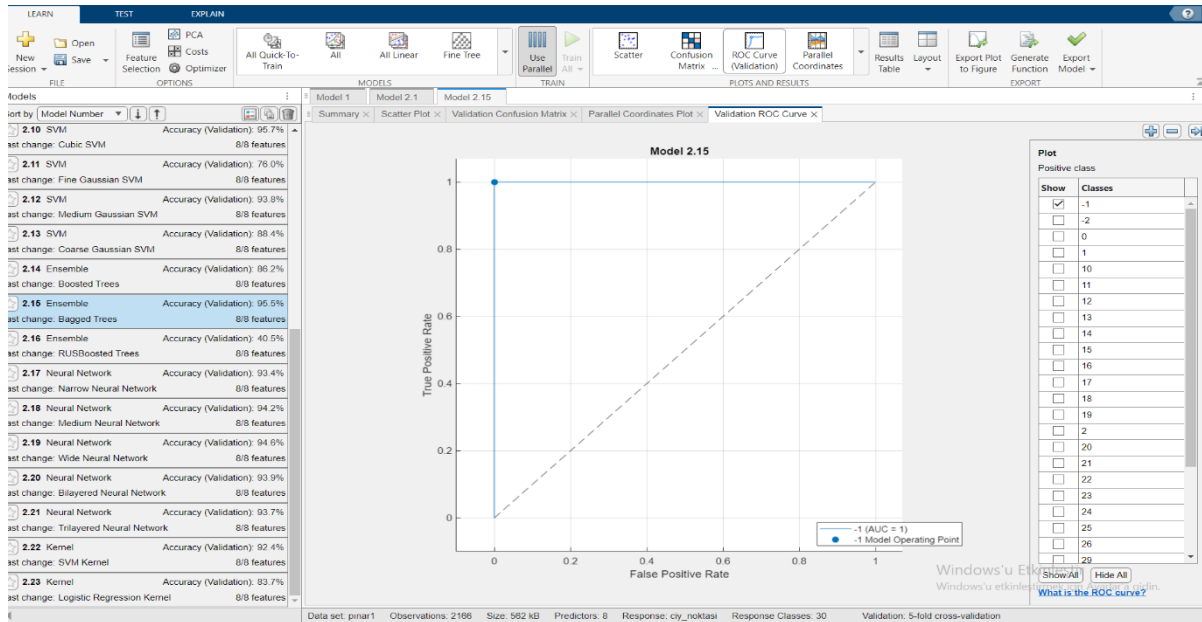 LEARN TEST EXPLAIN
New Session
Open
Save
FILE
Feature Selection
PCA
Costs
Optimizer
OPTIONS
All Quick-To-Train
All
All Linear
Fine Tree
MODELS
Use Parallel
Train All
TRAIN
Scatter
Confusion Matrix ...
ROC Curve (Validation)
Parallel Coordinates
PLOTS AND RESULTS
Results Table
Layout
Export Plot to Figure
Generate Function
Export Model
EXPORT
Models
Sort by Model Number
2.10 SVM Accuracy (Validation): 95.7%
ast change: Cubic SVM 8/8 features
2.11 SVM Accuracy (Validation): 76.0%
ast change: Fine Gaussian SVM 8/8 features
2.12 SVM Accuracy (Validation): 93.8%
ast change: Medium Gaussian SVM 8/8 features
2.13 SVM Accuracy (Validation): 88.4%
ast change: Coarse Gaussian SVM 8/8 features
2.14 Ensemble Accuracy (Validation): 86.2%
ast change: Boosted Trees 8/8 features
2.15 Ensemble Accuracy (Validation): 95.5%
ast change: Bagged Trees 8/8 features
2.16 Ensemble Accuracy (Validation): 40.5%
ast change: RUSBoosted Trees 8/8 features
2.17 Neural Network Accuracy (Validation): 93.4%
ast change: Narrow Neural Network 8/8 features
2.18 Neural Network Accuracy (Validation): 94.2%
ast change: Medium Neural Network 8/8 features
2.19 Neural Network Accuracy (Validation): 94.6%
ast change: Wide Neural Network 8/8 features
2.20 Neural Network Accuracy (Validation): 93.9%
ast change: Bilayered Neural Network 8/8 features
2.21 Neural Network Accuracy (Validation): 93.7%
ast change: Trilayered Neural Network 8/8 features
2.22 Kernel Accuracy (Validation): 92.4%
ast change: SVM Kernel 8/8 features
2.23 Kernel Accuracy (Validation): 83.7%
ast change: Logistic Regression Kernel 8/8 features
Model 1 Model 2.1 Model 2.15
Summary Scatter Plot Validation Confusion Matrix Parallel Coordinates Plot Validation ROC Curve
Model 2.15
True Positive Rate
1
0.8
0.6
0.4
0.2
0
0 0.2 0.4 0.6 0.8 1
False Positive Rate
-1 (AUC = 1)
-1 Model Operating Point
Plot
Positive class
Show Classes
-1
-2
0
1
10
11
12
13
14
15
16
17
18
19
2
20
21
22
23
24
25
26
29
Show All Hide All
What is the ROC curve?
Windows'u Etkinleştir
Windows'u etkinleştirmek için Ayarlar'a gidin.
Data set: pınar1 Observations: 2166 Size: 562 kB Predictors: 8 Response: ciy_noktasi Response Classes: 30 Validation: 5-fold cross-validation